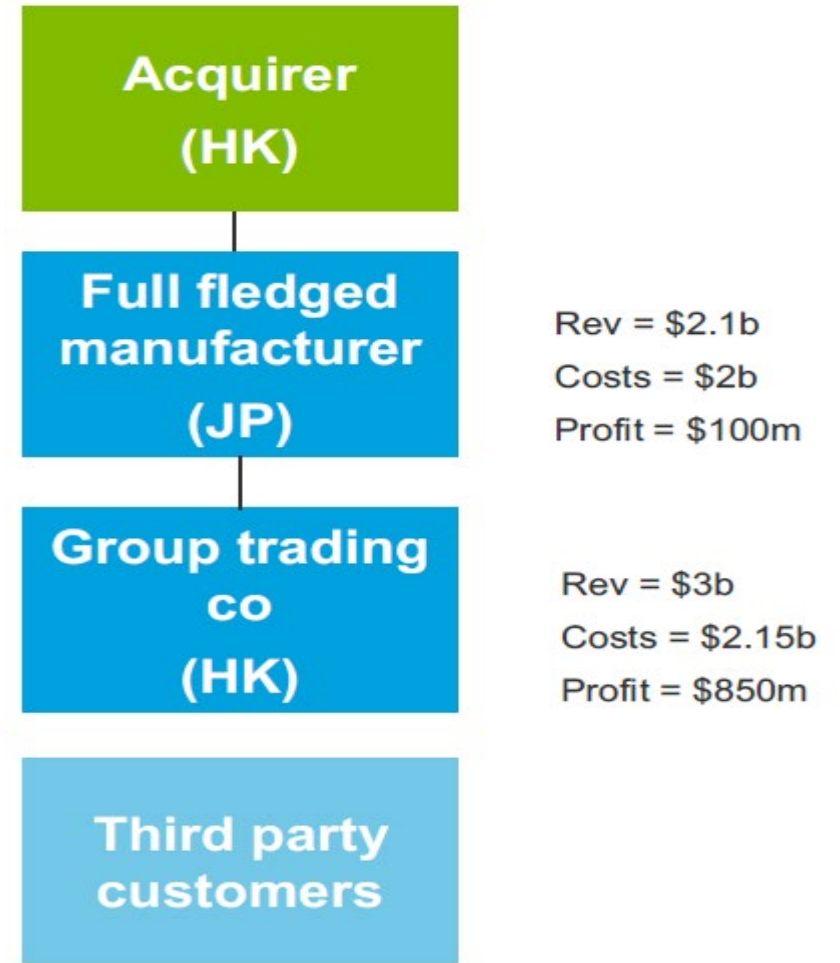 Acquirer
(HK)
Full fledged
manufacturer
(JP)
Rev = $2.1b
Costs = $2b
Profit = $100m
Group trading
co
(HK)
Rev = $3b
Costs = $2.15b
Profit = $850m
Third party
customers